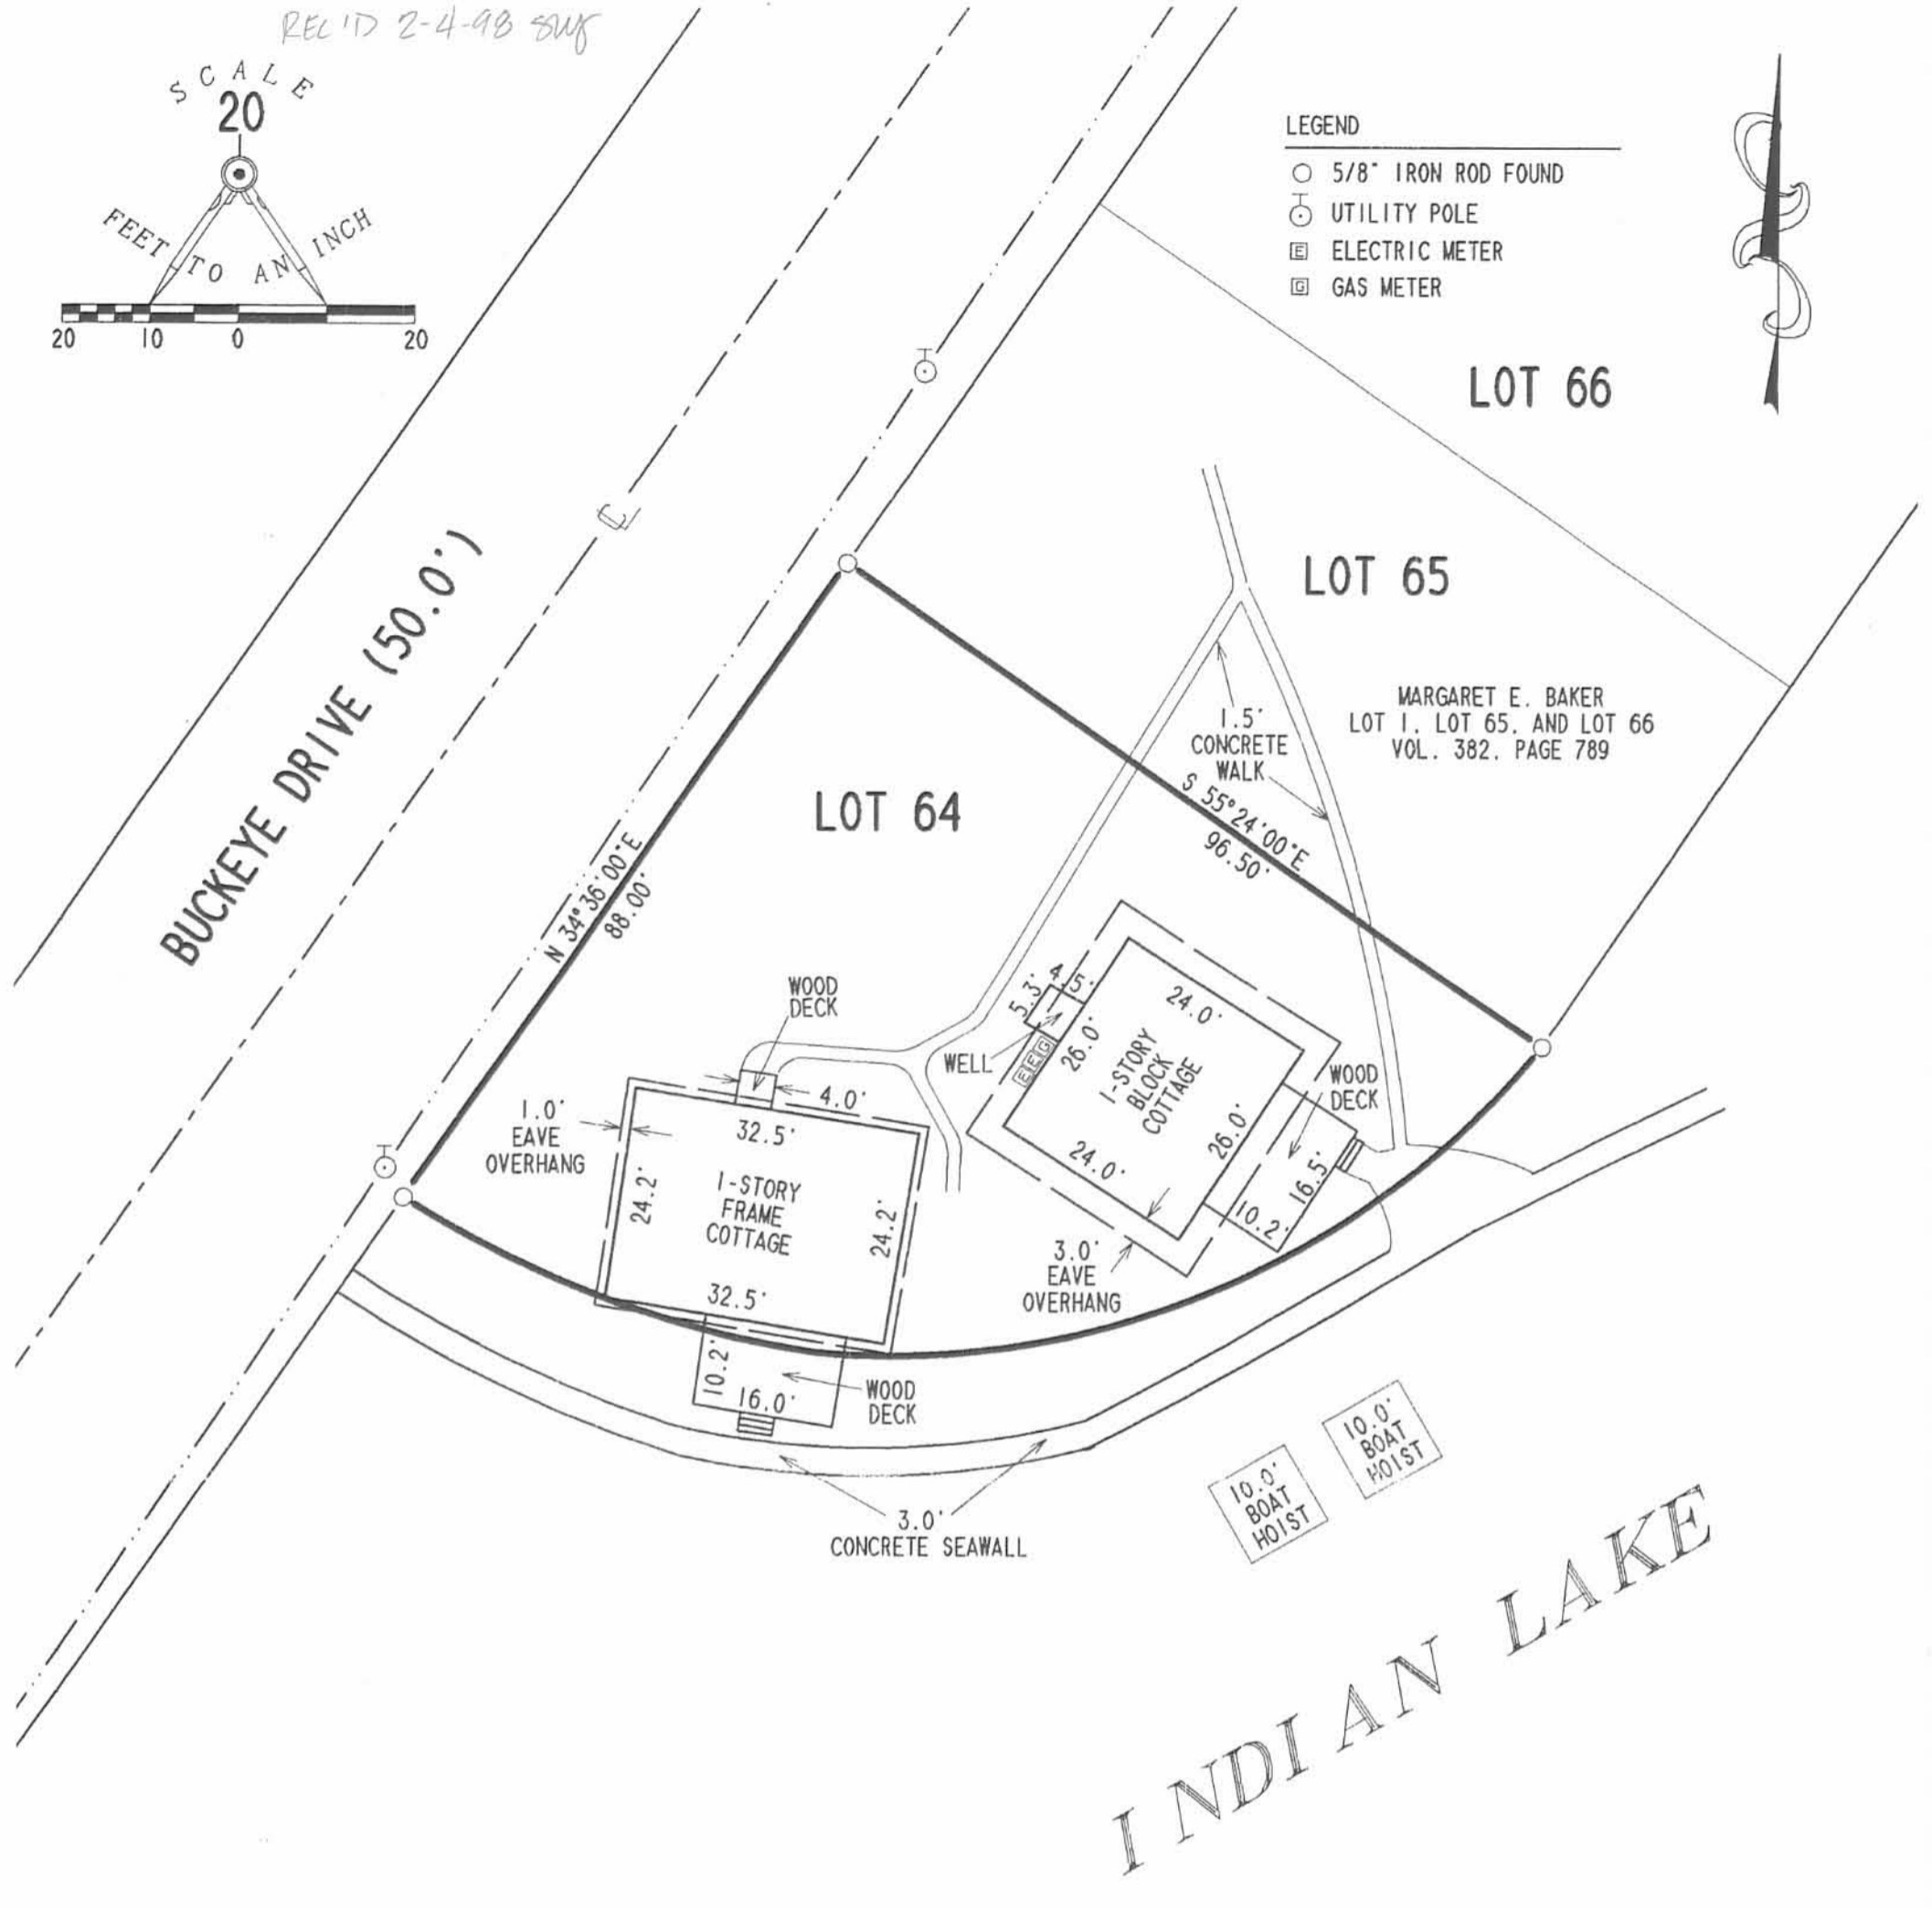 REC'D 2-4-98
SCALE
20
FEET TO AN INCH
20 10 0 20
LEGEND
5/8" IRON ROD FOUND
UTILITY POLE
E ELECTRIC METER
G GAS METER
LOT 66
LOT 65
MARGARET E. BAKER
LOT 1, LOT 65, AND LOT 66
VOL. 382, PAGE 789
BUCKEYE DRIVE (50.0')
1.5'
CONCRETE
WALK
S 55°24'00"E
96.50'
LOT 64
N 34°36'00"E
88.00'
WOOD
DECK
4.0'
1.0'
EAVE
OVERHANG
32.5'
24.2'
1-STORY
FRAME
COTTAGE
24.2'
32.5'
10.2'
16.0'
WOOD
DECK
5.3'
4.5'
WELL
E E G
24.0'
26.0'
1-STORY
BLOCK
COTTAGE
26.0'
24.0'
WOOD
DECK
16.5'
10.2'
3.0'
EAVE
OVERHANG
3.0'
CONCRETE SEAWALL
10.0'
BOAT
HOIST
10.0'
BOAT
HOIST
INDIAN LAKE